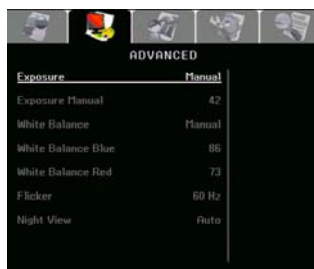 ADVANCED
Exposure Manual
Exposure Manual 42
White Balance Manual
White Balance Blue 86
White Balance Red 73
Flicker 60 Hz
Night View Auto